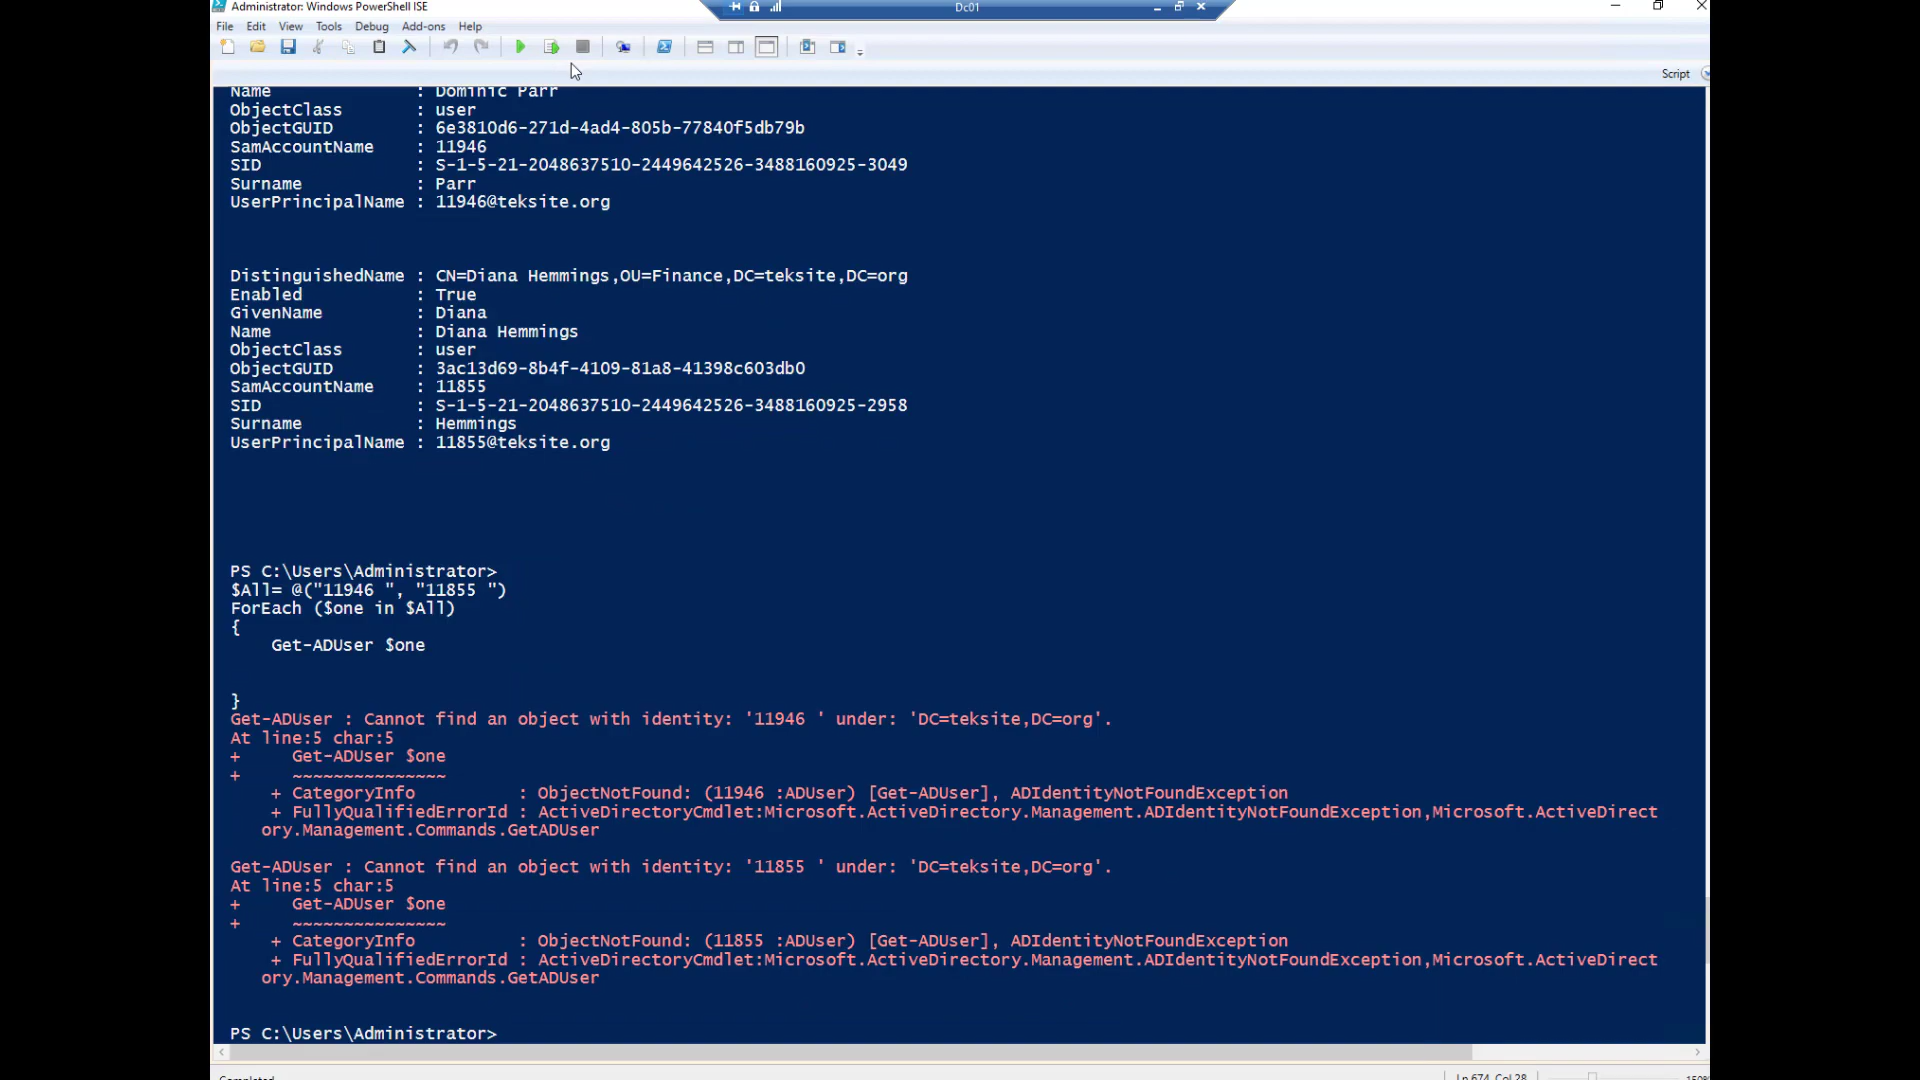 Administrator: Windows PowerShell ISE
Dc01
File Edit View Tools Debug Add-ons Help
Script
Name : Dominic Parr
ObjectClass : user
ObjectGUID : 6e3810d6-271d-4ad4-805b-77840f5db79b
SamAccountName : 11946
SID : S-1-5-21-2048637510-2449642526-3488160925-3049
Surname : Parr
UserPrincipalName : 11946@teksite.org
DistinguishedName : CN=Diana Hemmings,OU=Finance,DC=teksite,DC=org
Enabled : True
GivenName : Diana
Name : Diana Hemmings
ObjectClass : user
ObjectGUID : 3ac13d69-8b4f-4109-81a8-41398c603db0
SamAccountName : 11855
SID : S-1-5-21-2048637510-2449642526-3488160925-2958
Surname : Hemmings
UserPrincipalName : 11855@teksite.org
PS C:\Users\Administrator>
$All= @("11946 ", "11855 ")
ForEach ($one in $All)
{
Get-ADUser $one
}
Get-ADUser : Cannot find an object with identity: '11946 ' under: 'DC=teksite,DC=org'.
At line:5 char:5
+ Get-ADUser $one
+ ~~~~~~~~~~~~~~~
+ CategoryInfo : ObjectNotFound: (11946 :ADUser) [Get-ADUser], ADIdentityNotFoundException
+ FullyQualifiedErrorId : ActiveDirectoryCmdlet:Microsoft.ActiveDirectory.Management.ADIdentityNotFoundException,Microsoft.ActiveDirect
ory.Management.Commands.GetADUser
Get-ADUser : Cannot find an object with identity: '11855 ' under: 'DC=teksite,DC=org'.
At line:5 char:5
+ Get-ADUser $one
+ ~~~~~~~~~~~~~~~
+ CategoryInfo : ObjectNotFound: (11855 :ADUser) [Get-ADUser], ADIdentityNotFoundException
+ FullyQualifiedErrorId : ActiveDirectoryCmdlet:Microsoft.ActiveDirectory.Management.ADIdentityNotFoundException,Microsoft.ActiveDirect
ory.Management.Commands.GetADUser
PS C:\Users\Administrator>
Completed Ln 674 Col 28 150%